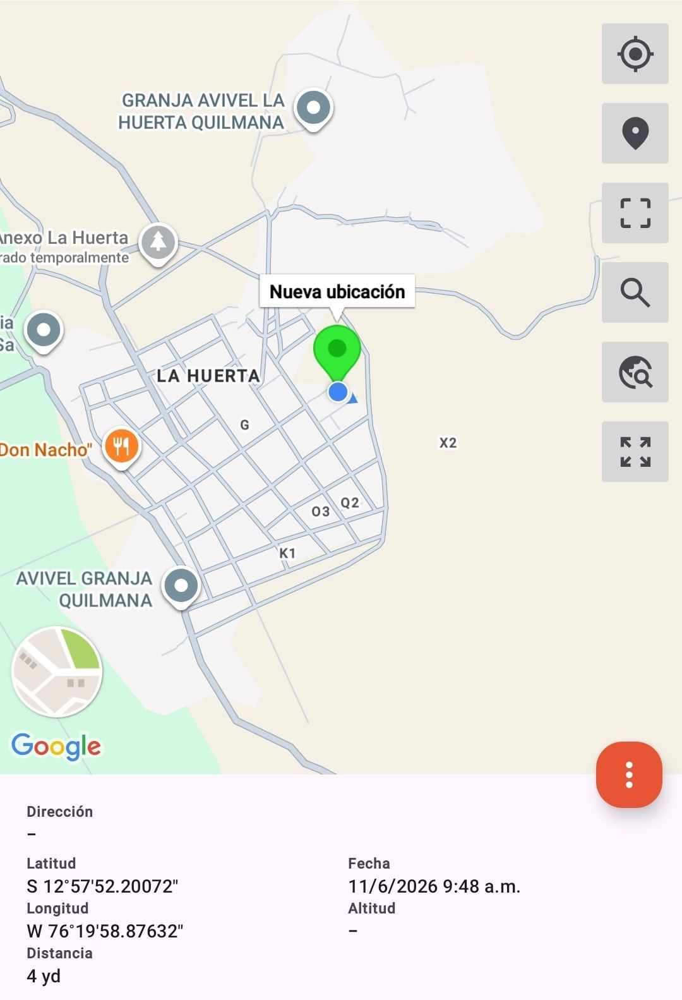 GRANJA AVIVEL LA
HUERTA QUILMANA
Anexo La Huerta
rado temporalmente
Nueva ubicación
ia
Sa
LA HUERTA
G
X2
Don Nacho"
Q2
O3
K1
AVIVEL GRANJA
QUILMANA
Google
Dirección
–
Latitud
S 12°57'52.20072"
Longitud
W 76°19'58.87632"
Distancia
4 yd
Fecha
11/6/2026 9:48 a.m.
Altitud
–